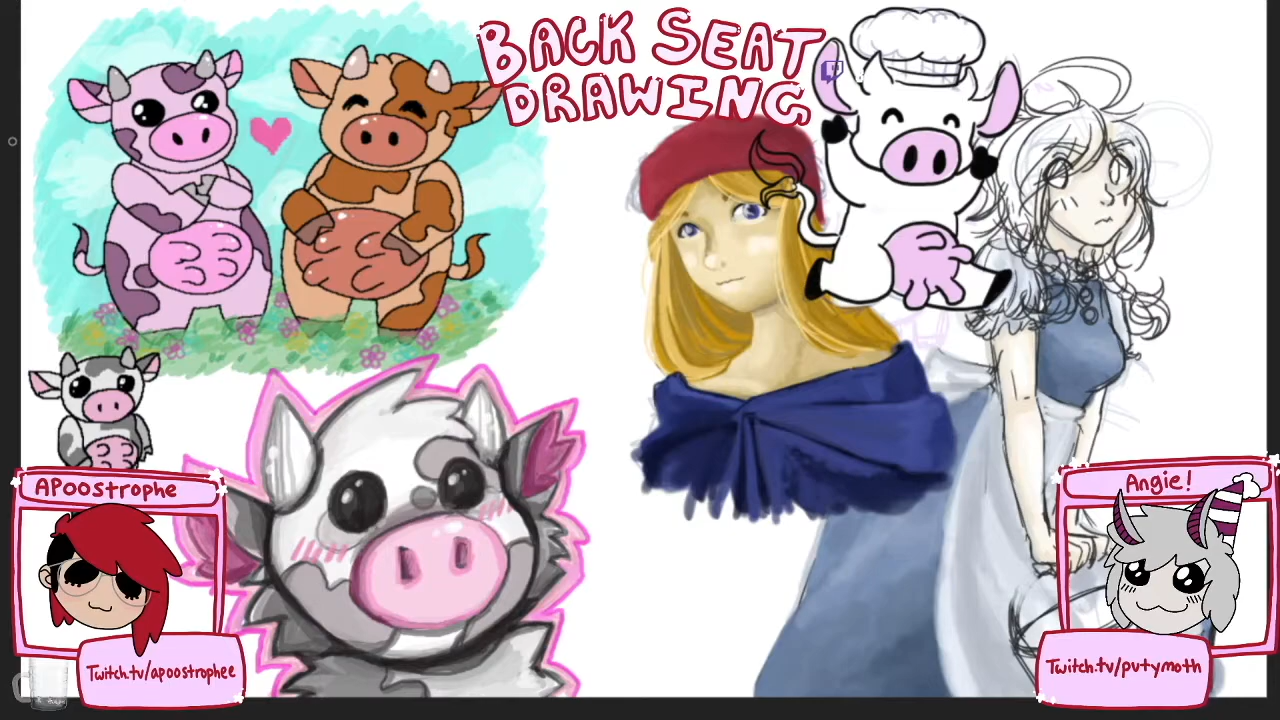 BACK SEAT
DRAWING
APOOstrophe
Angie!
Twitch.tv/apoostrophee
Twitch.tv/putymoth